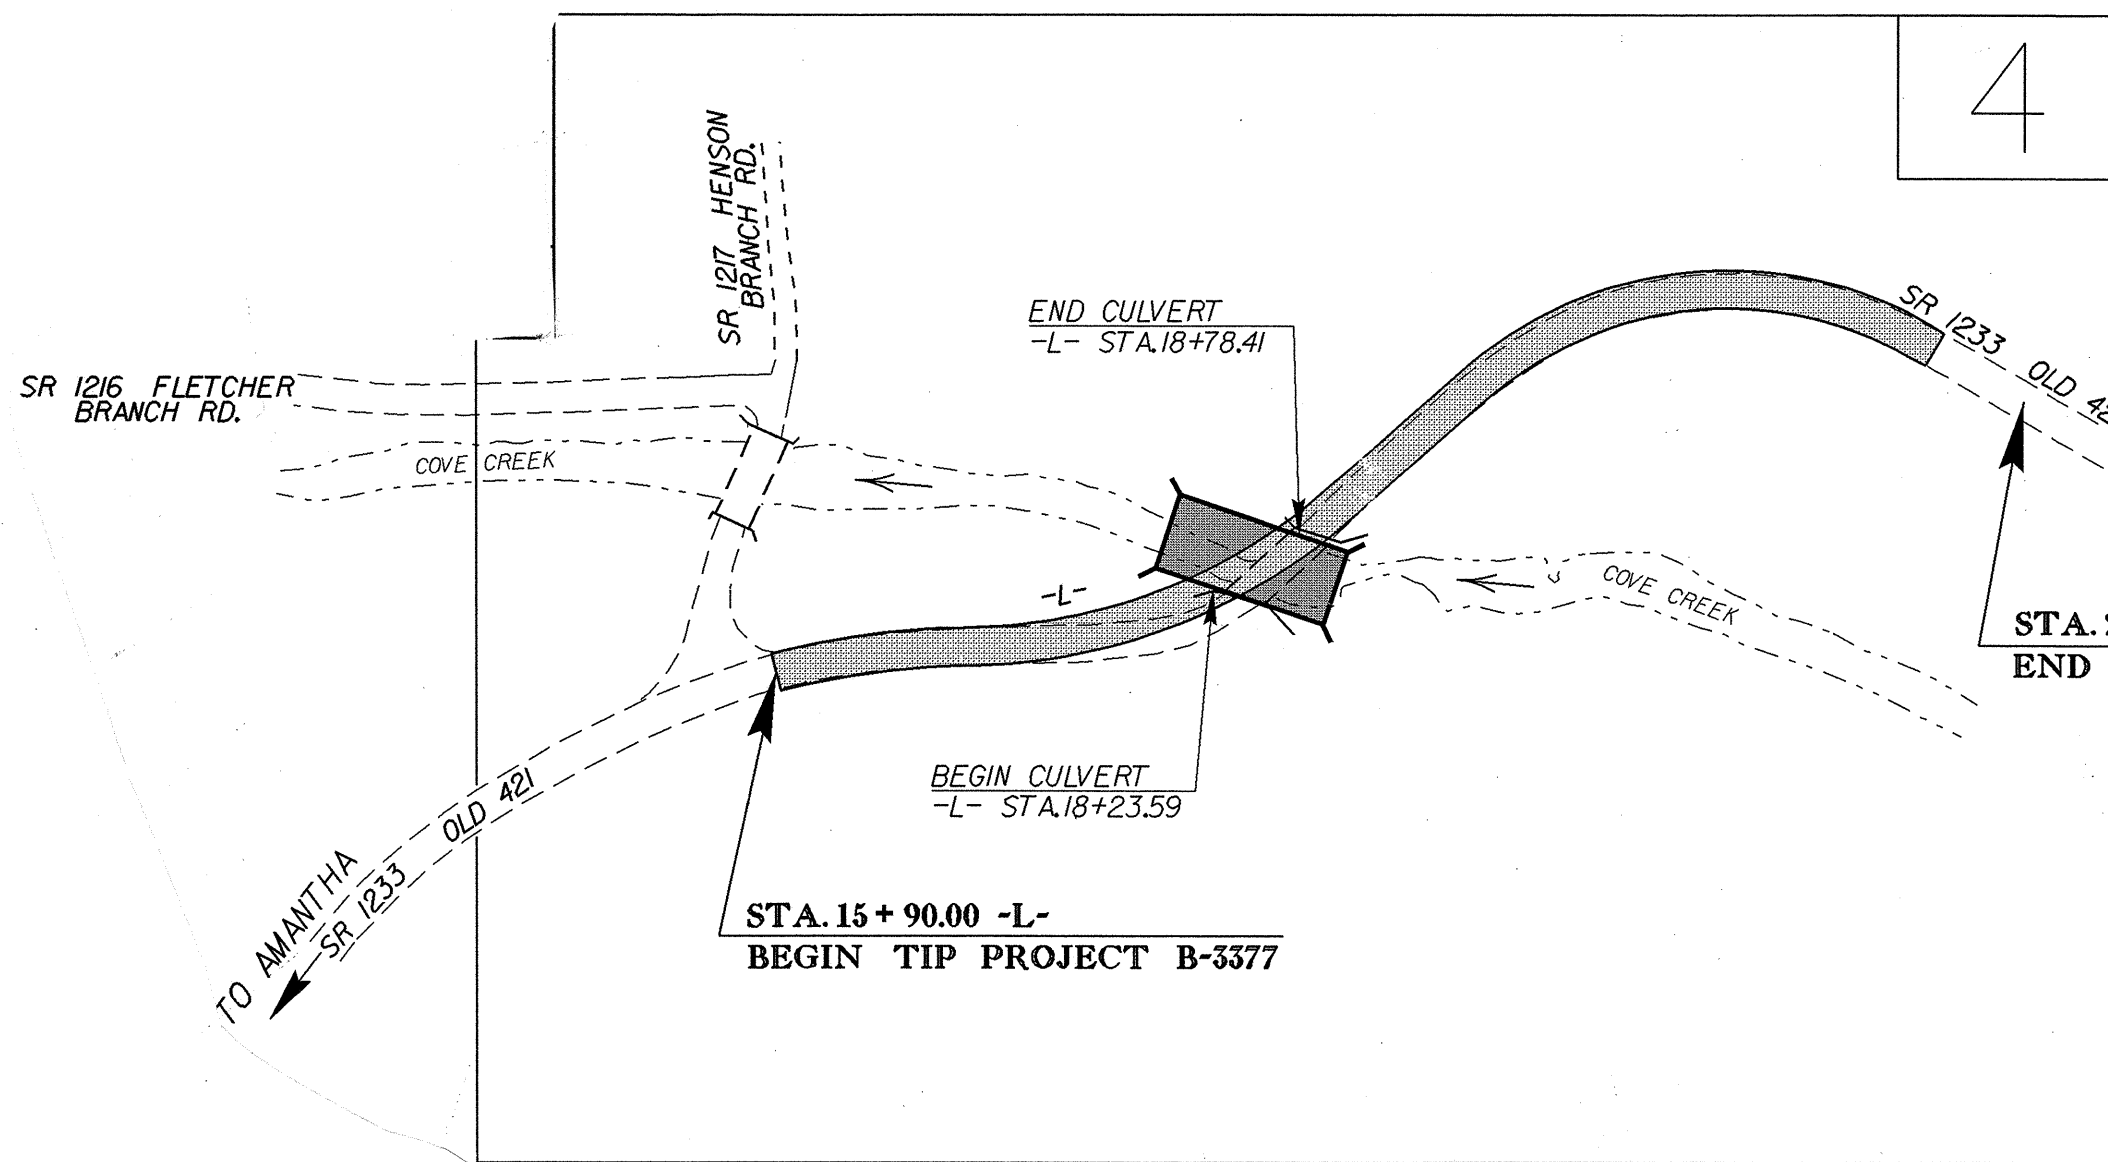 4
SR 1217 HENSON
BRANCH RD.
END CULVERT
-L- STA.18+78.41
SR 1233 OLD
SR 1216 FLETCHER
BRANCH RD.
COVE CREEK
COVE CREEK
-L-
STA.
END
BEGIN CULVERT
-L- STA.18+23.59
OLD 421
TO AMANTHA
SR 1233
STA. 15+90.00 -L-
BEGIN TIP PROJECT B-3377